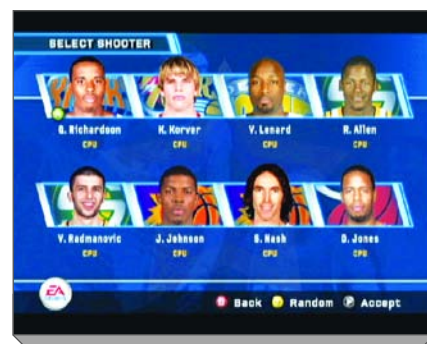 SELECT SHOOTER
Q. Richardson K. Korver V. Lenard R. Allen
CPU CPU CPU CPU
V. Radmanovic J. Johnson S. Nash D. Jones
CPU CPU CPU CPU
EA
Back Random Accept